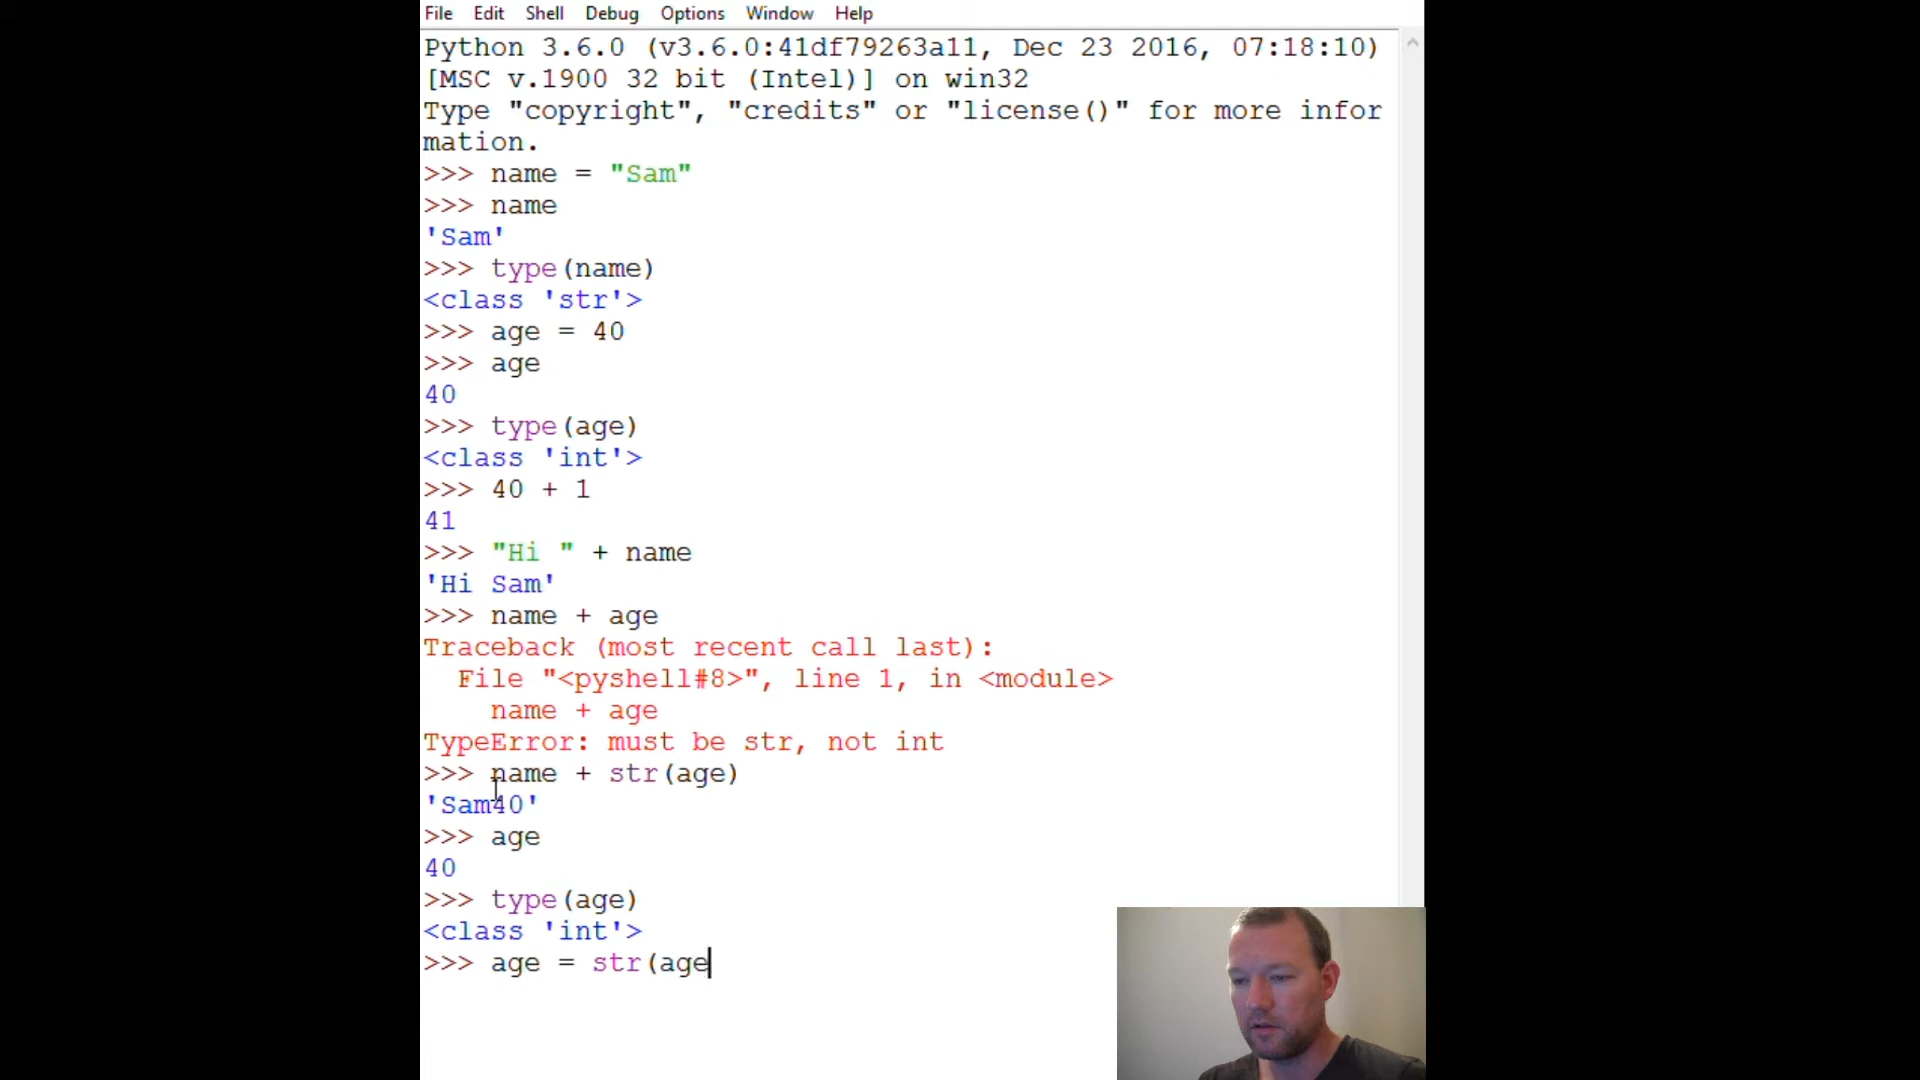 File Edit Shell Debug Options Window Help
Python 3.6.0 (v3.6.0:41df79263a11, Dec 23 2016, 07:18:10)
[MSC v.1900 32 bit (Intel)] on win32
Type "copyright", "credits" or "license()" for more infor
mation.
>>> name = "Sam"
>>> name
'Sam'
>>> type(name)
<class 'str'>
>>> age = 40
>>> age
40
>>> type(age)
<class 'int'>
>>> 40 + 1
41
>>> "Hi " + name
'Hi Sam'
>>> name + age
Traceback (most recent call last):
  File "<pyshell#8>", line 1, in <module>
    name + age
TypeError: must be str, not int
>>> name + str(age)
'Sam40'
>>> age
40
>>> type(age)
<class 'int'>
>>> age = str(age